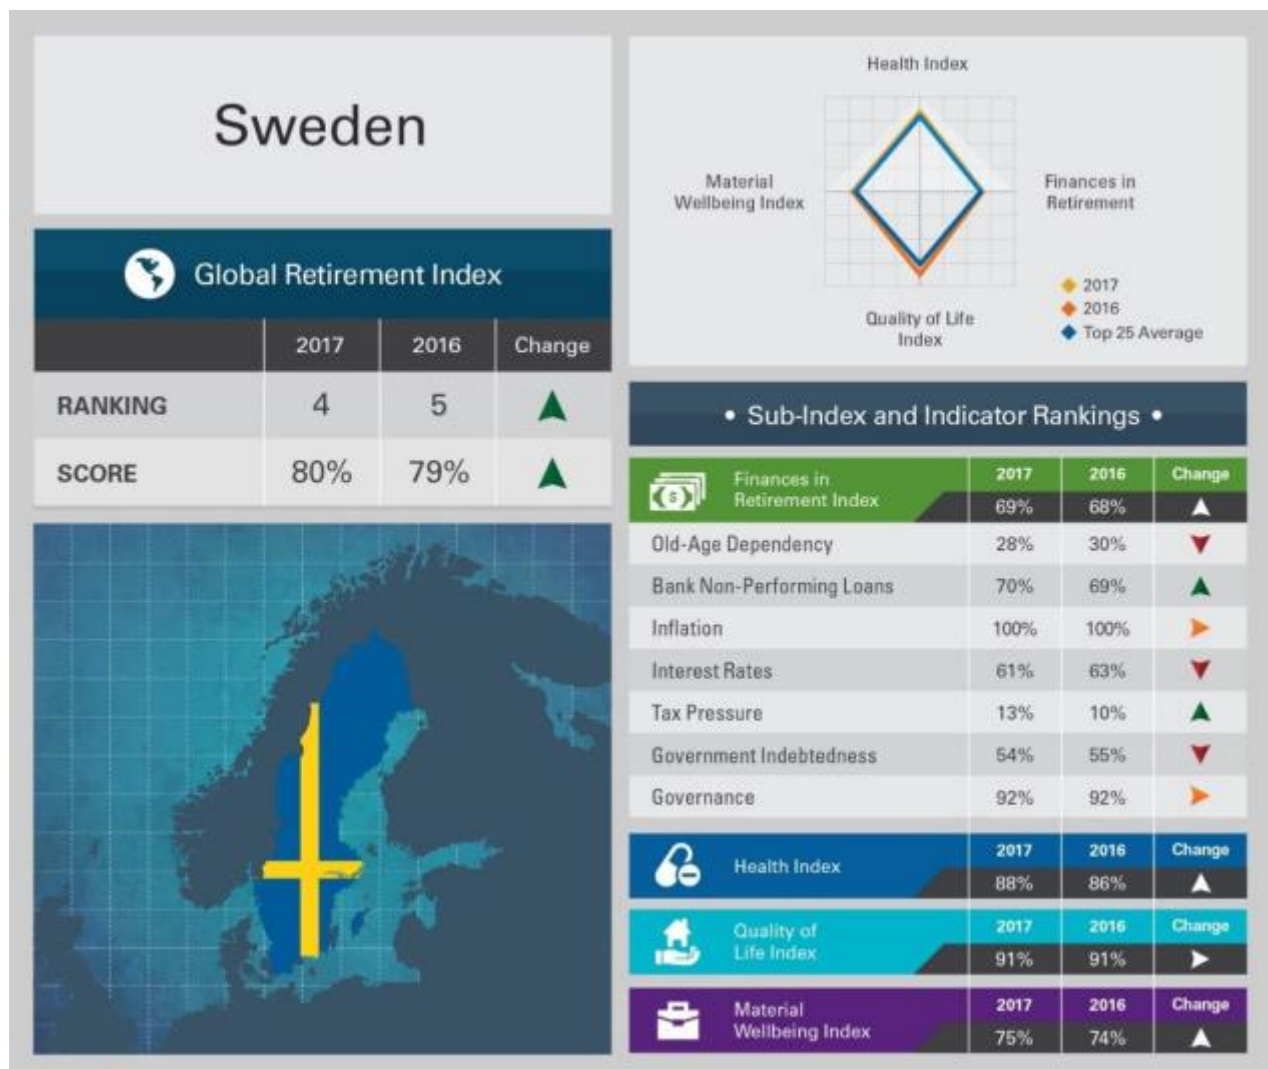 Sweden
Global Retirement Index
2017 2016 Change
RANKING 4 5
SCORE 80% 79%
Health Index
Material
Wellbeing Index
Finances in
Retirement
Quality of Life
Index
2017
2016
Top 25 Average
• Sub-Index and Indicator Rankings •
Finances in
Retirement Index
2017 2016 Change
69% 68%
Old-Age Dependency 28% 30%
Bank Non-Performing Loans 70% 69%
Inflation 100% 100%
Interest Rates 61% 63%
Tax Pressure 13% 10%
Government Indebtedness 54% 55%
Governance 92% 92%
Health Index
2017 2016 Change
88% 86%
Quality of
Life Index
2017 2016 Change
91% 91%
Material
Wellbeing Index
2017 2016 Change
75% 74%